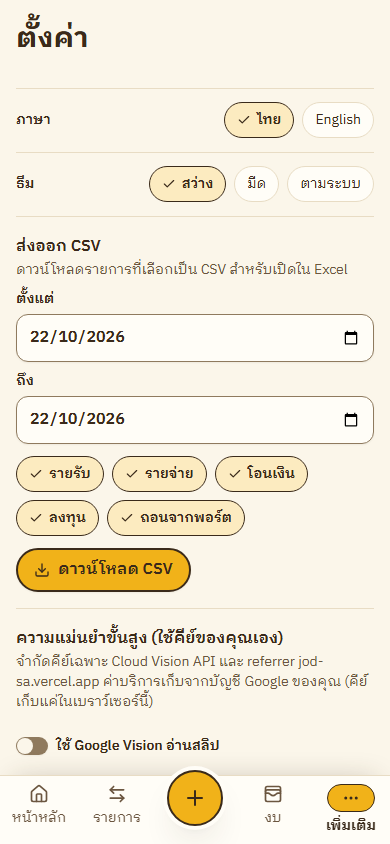 ตั้งค่า
ภาษา
ไทย
English
ธีม
สว่าง
มืด
ตามระบบ
ส่งออก CSV
ดาวน์โหลดรายการที่เลือกเป็น CSV สำหรับเปิดใน Excel
ตั้งแต่
22/10/2026
ถึง
22/10/2026
รายรับ
รายจ่าย
โอนเงิน
ลงทุน
ถอนจากพอร์ต
ดาวน์โหลด CSV
ความแม่นยำขั้นสูง (ใช้คีย์ของคุณเอง)
จำกัดคีย์เฉพาะ Cloud Vision API และ referrer jod-
sa.vercel.app ค่าบริการเก็บจากบัญชี Google ของคุณ (คีย์
เก็บแค่ในเบราว์เซอร์นี้)
ใช้ Google Vision อ่านสลิป
หน้าหลัก
รายการ
งบ
เพิ่มเติม